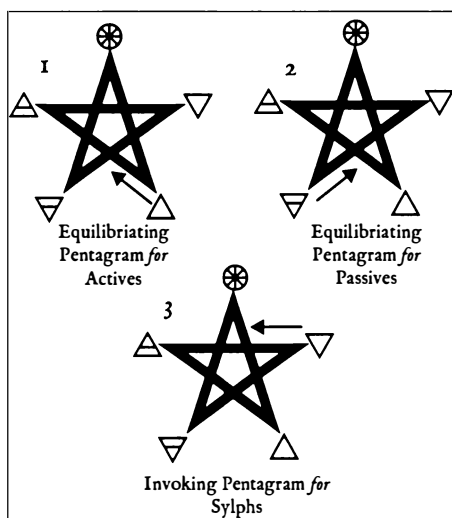 1
2
Equilibriating
Pentagram for
Actives
Equilibriating
Pentagram for
Passives
3
Invoking Pentagram for
Sylphs